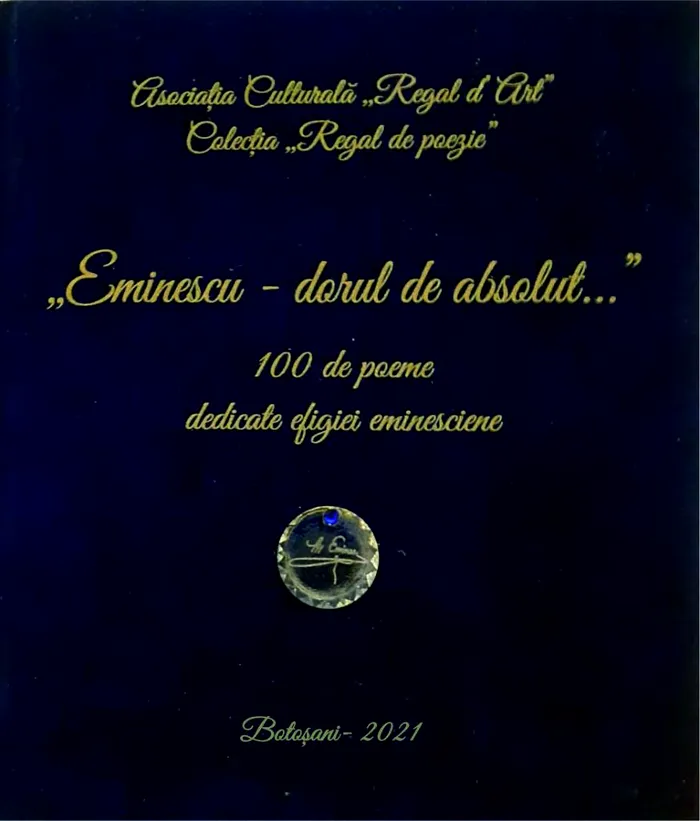 Asociația Culturală „Regal d'Art”
Colecția „Regal de poezie”
„Eminescu - dorul de absolut...”
100 de poeme
dedicate efigiei eminesciene
Botoșani- 2021